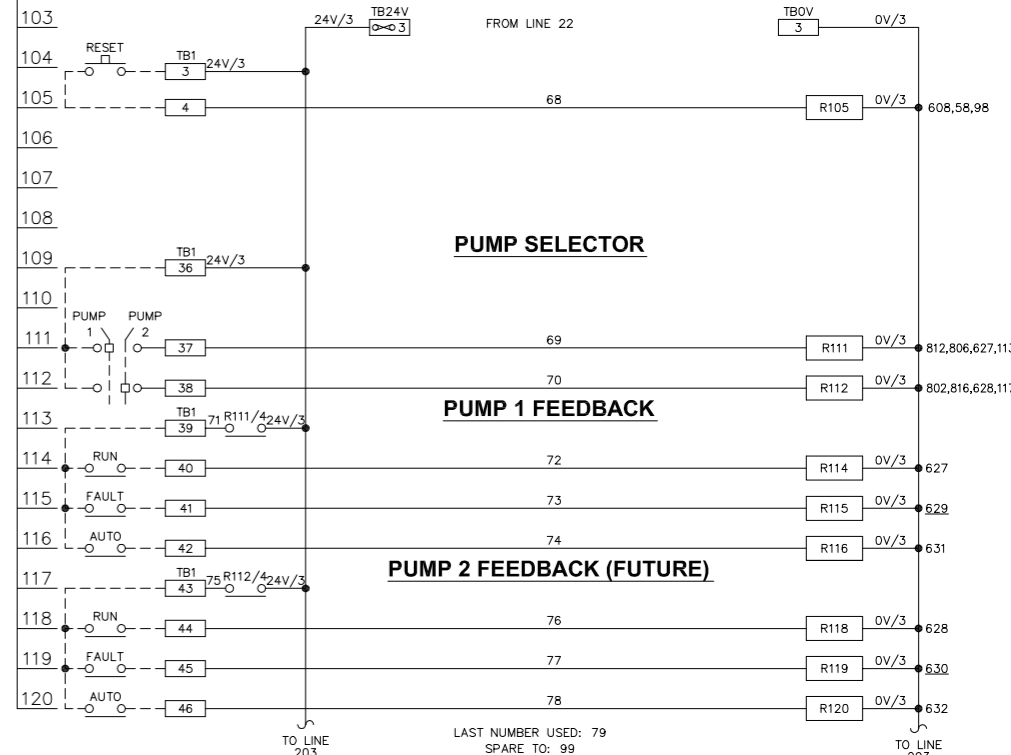 103 24V/3 TB24V 3 FROM LINE 22 TB0V 3 0V/3
RESET
104 TB1 3 24V/3
105 4 68 R105 0V/3 608,58,98
106
107
108
PUMP SELECTOR
109 TB1 36 24V/3
110
PUMP 1 PUMP 2
111 37 69 R111 0V/3 812,806,627,113
112 38 70 R112 0V/3 802,816,628,117
PUMP 1 FEEDBACK
113 TB1 39 71 R111/4 24V/3
114 RUN 40 72 R114 0V/3 627
115 FAULT 41 73 R115 0V/3 629
116 AUTO 42 74 R116 0V/3 631
PUMP 2 FEEDBACK (FUTURE)
117 TB1 43 75 R112/4 24V/3
118 RUN 44 76 R118 0V/3 628
119 FAULT 45 77 R119 0V/3 630
120 AUTO 46 78 R120 0V/3 632
TO LINE
203
LAST NUMBER USED: 79
SPARE TO: 99
TO LINE
203